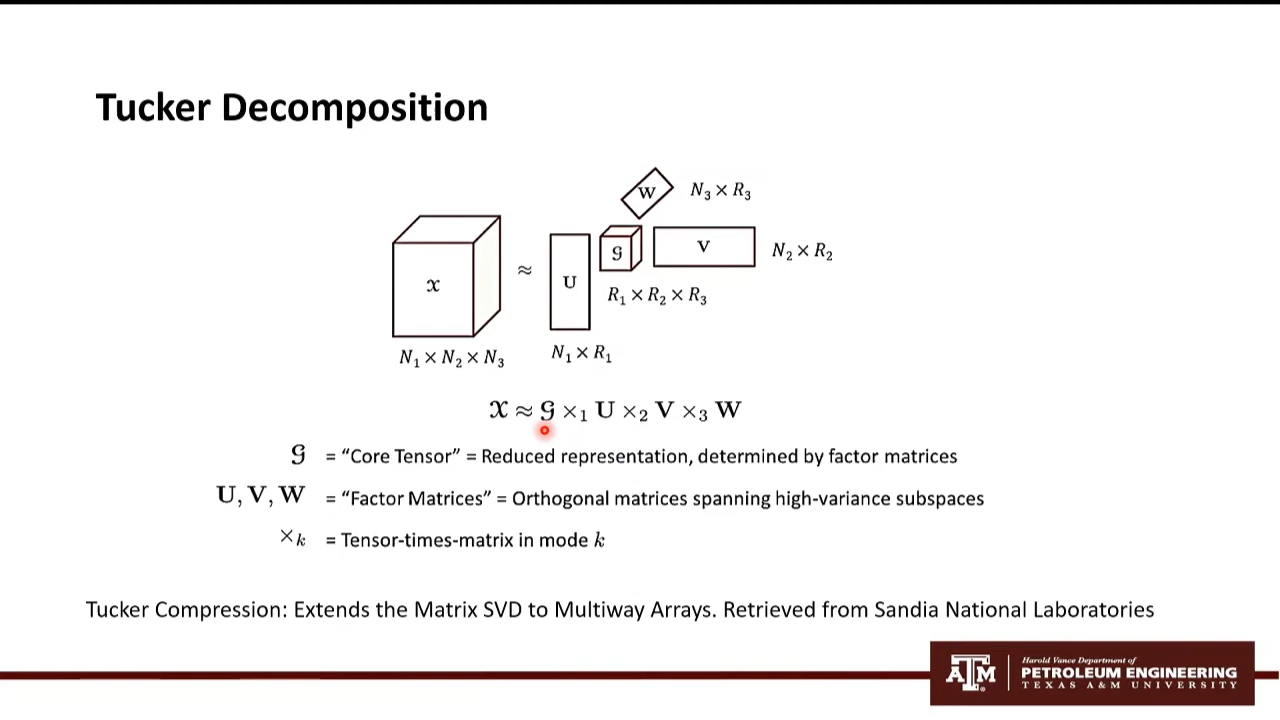 Tucker Decomposition
W
N₃ × R₃
𝒳
≈
U
𝒢
V
N₂ × R₂
R₁ × R₂ × R₃
N₁ × N₂ × N₃
N₁ × R₁
𝒳 ≈ 𝒢 ×₁ U ×₂ V ×₃ W
𝒢 = “Core Tensor” = Reduced representation, determined by factor matrices
U, V, W = “Factor Matrices” = Orthogonal matrices spanning high-variance subspaces
×ₖ = Tensor-times-matrix in mode k
Tucker Compression: Extends the Matrix SVD to Multiway Arrays. Retrieved from Sandia National Laboratories
Harold Vance Department of
ATM PETROLEUM ENGINEERING
TEXAS A&M UNIVERSITY